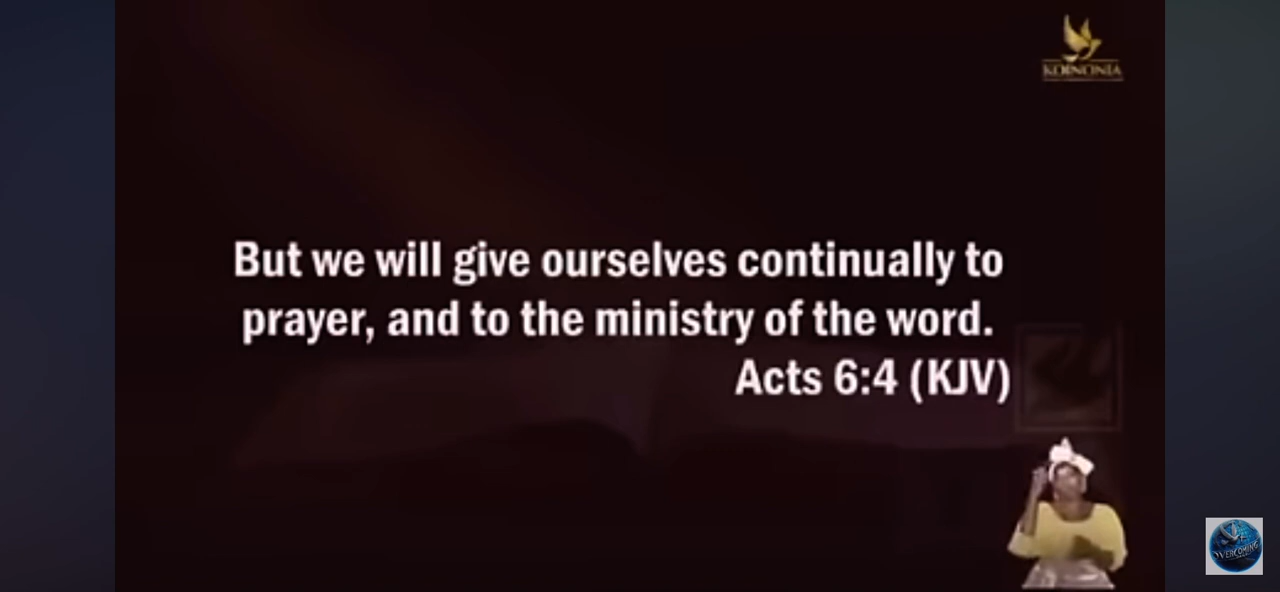 KOINONIA
But we will give ourselves continually to
prayer, and to the ministry of the word.
Acts 6:4 (KJV)
OVERCOMING